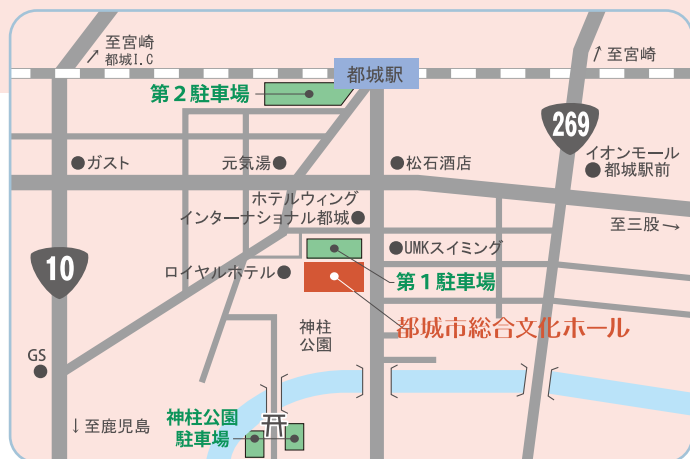 至宮崎
都城I.C
都城駅
至宮崎
第2駐車場
269
イオンモール
都城駅前
ガスト
元気湯
松石酒店
ホテルウィング
インターナショナル都城
至三股→
UMKスイミング
10
ロイヤルホテル
第1駐車場
都城市総合文化ホール
神柱
公園
GS
↓至鹿児島
神柱公園
駐車場